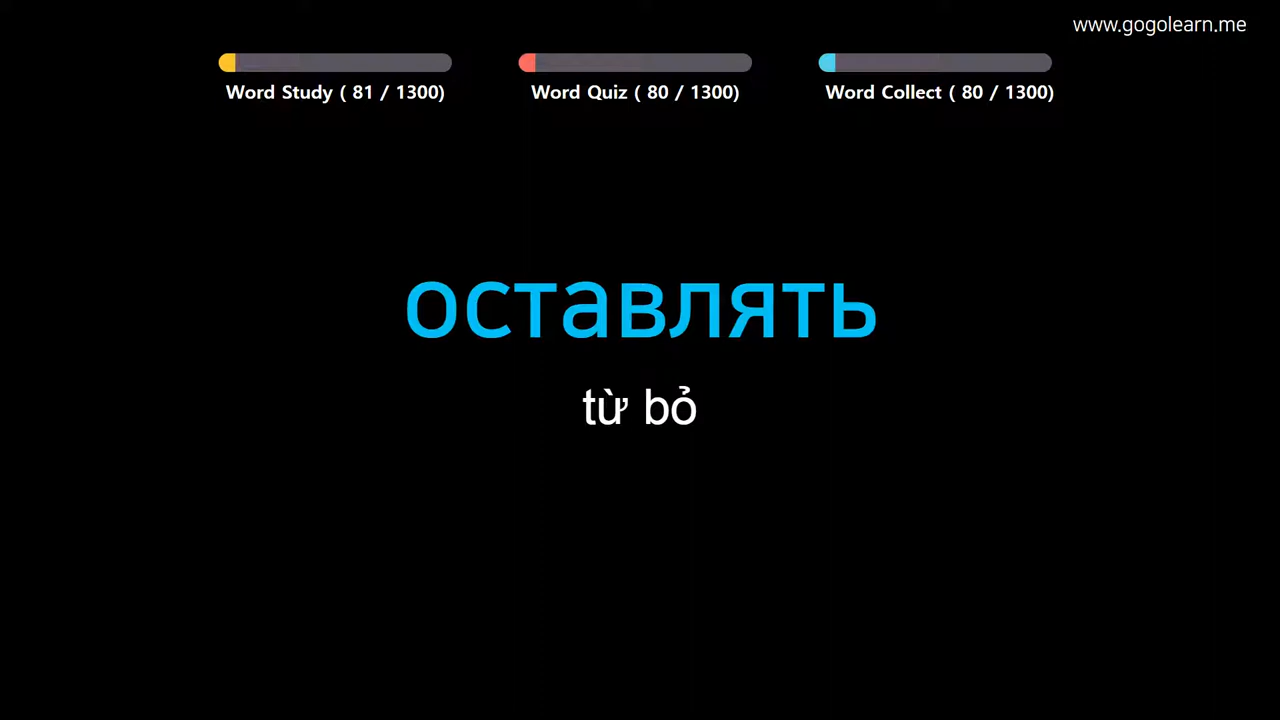 www.gogolearn.me
Word Study ( 81 / 1300)
Word Quiz ( 80 / 1300)
Word Collect ( 80 / 1300)
оставлять
từ bỏ